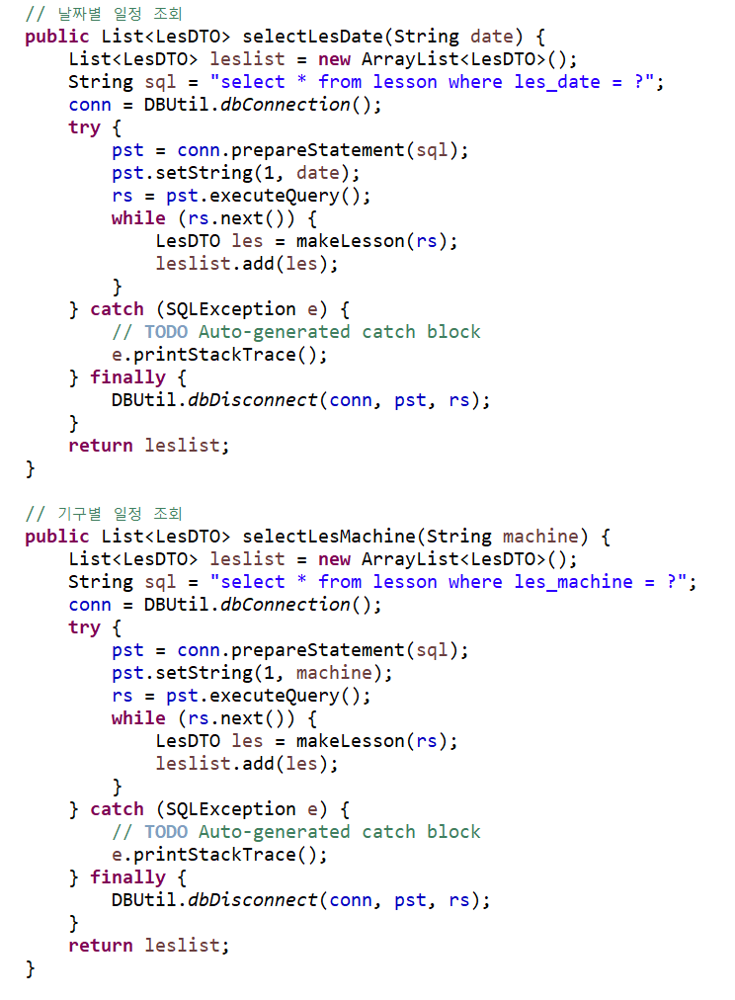 // 날짜별 일정 조회
public List<LesDTO> selectLesDate(String date) {
    List<LesDTO> leslist = new ArrayList<LesDTO>();
    String sql = "select * from lesson where les_date = ?";
    conn = DBUtil.dbConnection();
    try {
        pst = conn.prepareStatement(sql);
        pst.setString(1, date);
        rs = pst.executeQuery();
        while (rs.next()) {
            LesDTO les = makeLesson(rs);
            leslist.add(les);
        }
    } catch (SQLException e) {
        // TODO Auto-generated catch block
        e.printStackTrace();
    } finally {
        DBUtil.dbDisconnect(conn, pst, rs);
    }
    return leslist;
}

// 기구별 일정 조회
public List<LesDTO> selectLesMachine(String machine) {
    List<LesDTO> leslist = new ArrayList<LesDTO>();
    String sql = "select * from lesson where les_machine = ?";
    conn = DBUtil.dbConnection();
    try {
        pst = conn.prepareStatement(sql);
        pst.setString(1, machine);
        rs = pst.executeQuery();
        while (rs.next()) {
            LesDTO les = makeLesson(rs);
            leslist.add(les);
        }
    } catch (SQLException e) {
        // TODO Auto-generated catch block
        e.printStackTrace();
    } finally {
        DBUtil.dbDisconnect(conn, pst, rs);
    }
    return leslist;
}